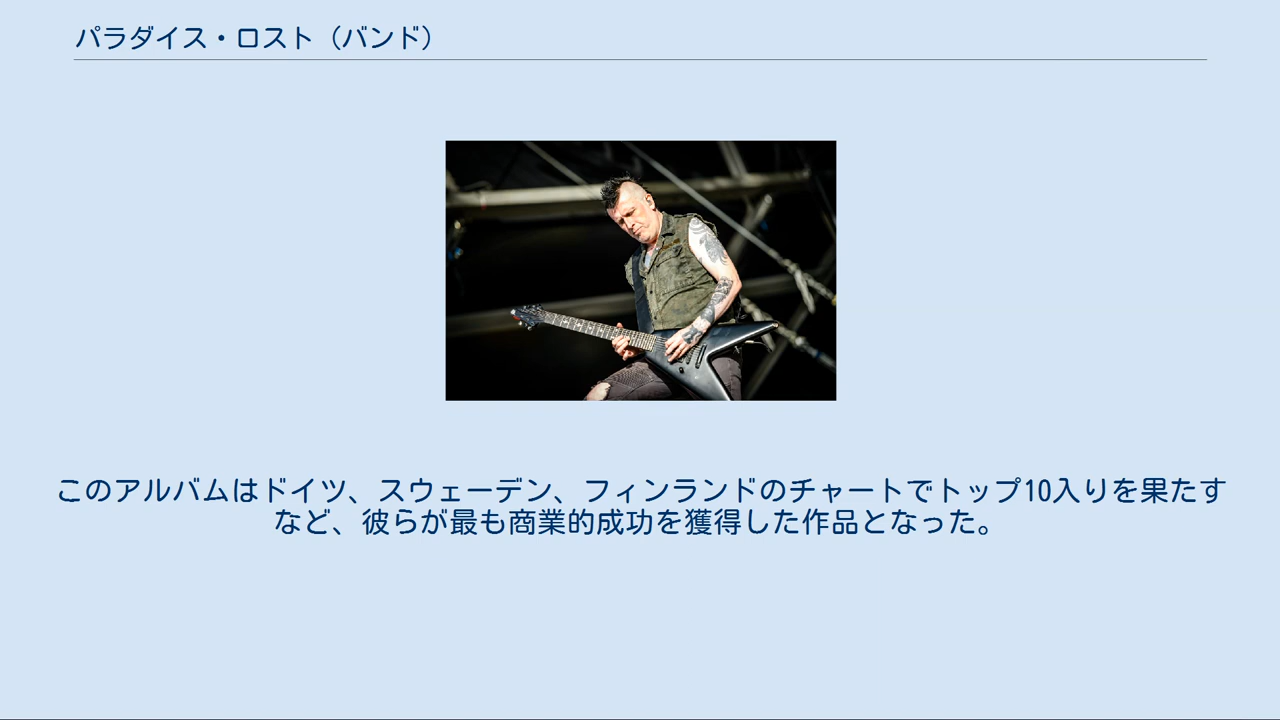 パラダイス・ロスト（バンド）
このアルバムはドイツ、スウェーデン、フィンランドのチャートでトップ10入りを果たす
など、彼らが最も商業的成功を獲得した作品となった。